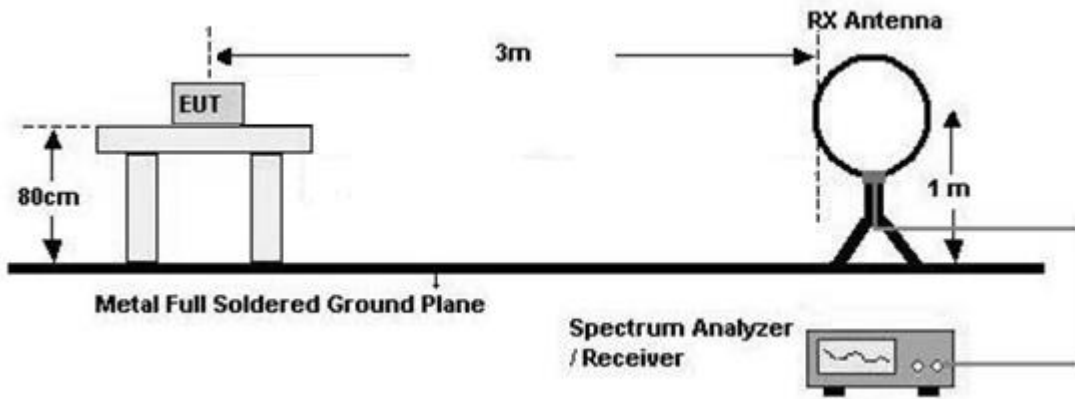 RX Antenna
3m
EUT
80cm
1 m
Metal Full Soldered Ground Plane
Spectrum Analyzer
/ Receiver